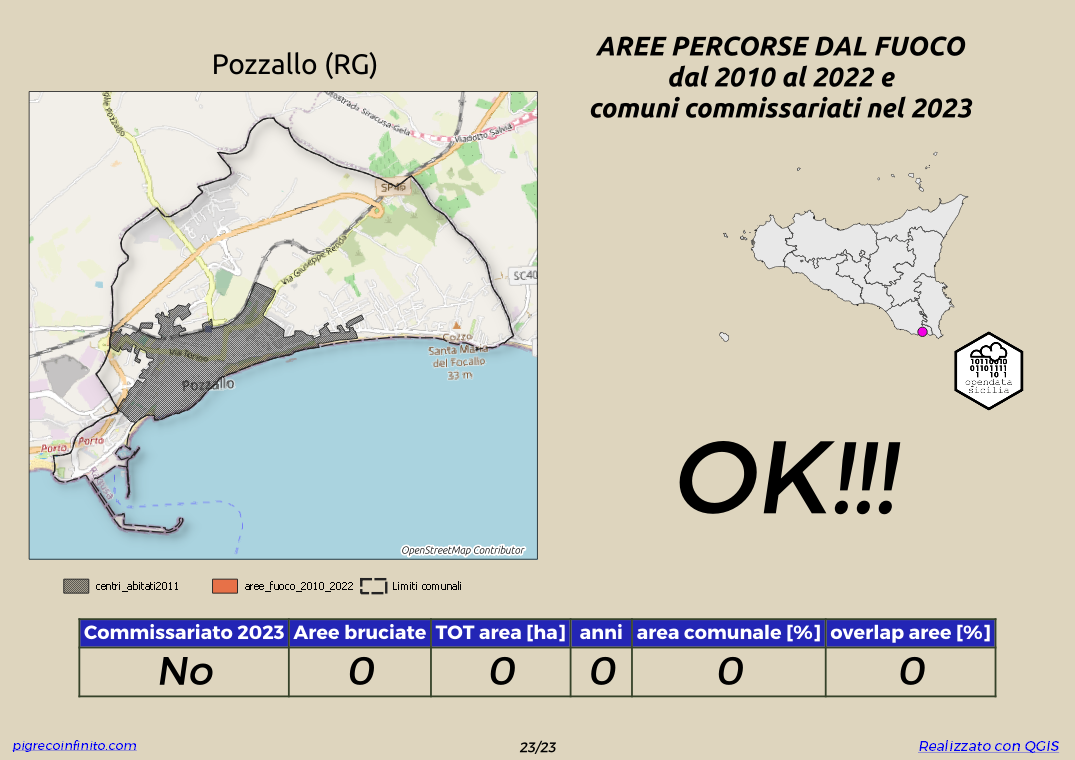 Pozzallo (RG)
AREE PERCORSE DAL FUOCO
dal 2010 al 2022 e
comuni commissariati nel 2023
Pozzallo
Siracusa-Gela
Viadotto Salvia
SP46
Via Giuseppe Renda
SC40
Via Torino
Cozzo
Santa Maria
del Focallo
33 m
Pozzallo
Porto
Porto
OpenStreetMap Contributor
10110010
01101111
1 10 1
opendata
sicilia
OK!!!
centri_abitati2011
aree_fuoco_2010_2022
Limiti comunali
Commissariato 2023 Aree bruciate TOT area [ha] anni area comunale [%] overlap aree [%]
No 0 0 0 0 0
pigrecoinfinito.com
23/23
Realizzato con QGIS